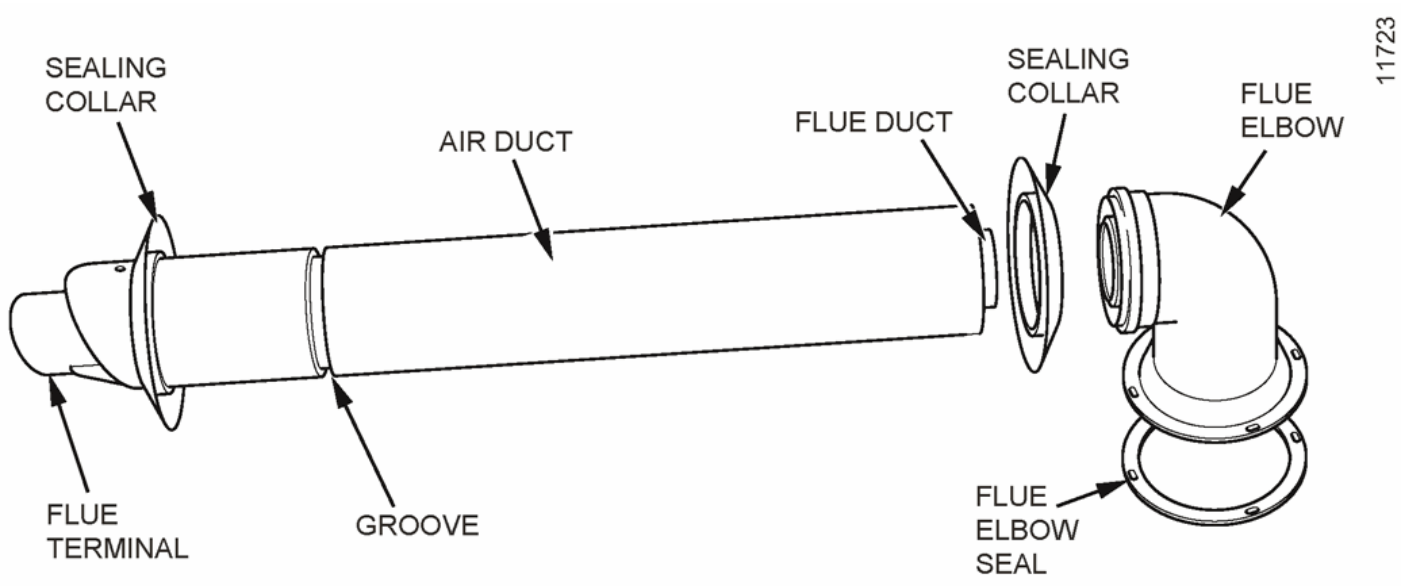 SEALING
COLLAR
AIR DUCT
FLUE DUCT
SEALING
COLLAR
FLUE
ELBOW
11723
FLUE
TERMINAL
GROOVE
FLUE
ELBOW
SEAL